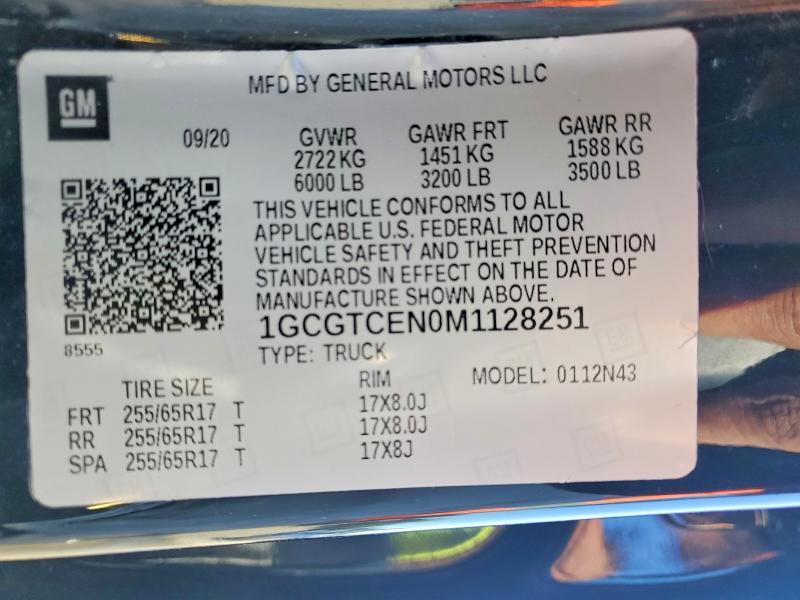 MFD BY GENERAL MOTORS LLC
GM
09/20 GVWR GAWR FRT GAWR RR
2722 KG 1451 KG 1588 KG
6000 LB 3200 LB 3500 LB
THIS VEHICLE CONFORMS TO ALL
APPLICABLE U.S. FEDERAL MOTOR
VEHICLE SAFETY AND THEFT PREVENTION
STANDARDS IN EFFECT ON THE DATE OF
MANUFACTURE SHOWN ABOVE.
1GCGTCEN0M1128251
8555
TYPE: TRUCK
TIRE SIZE RIM MODEL: 0112N43
FRT 255/65R17 T 17X8.0J
RR 255/65R17 T 17X8.0J
SPA 255/65R17 T 17X8J